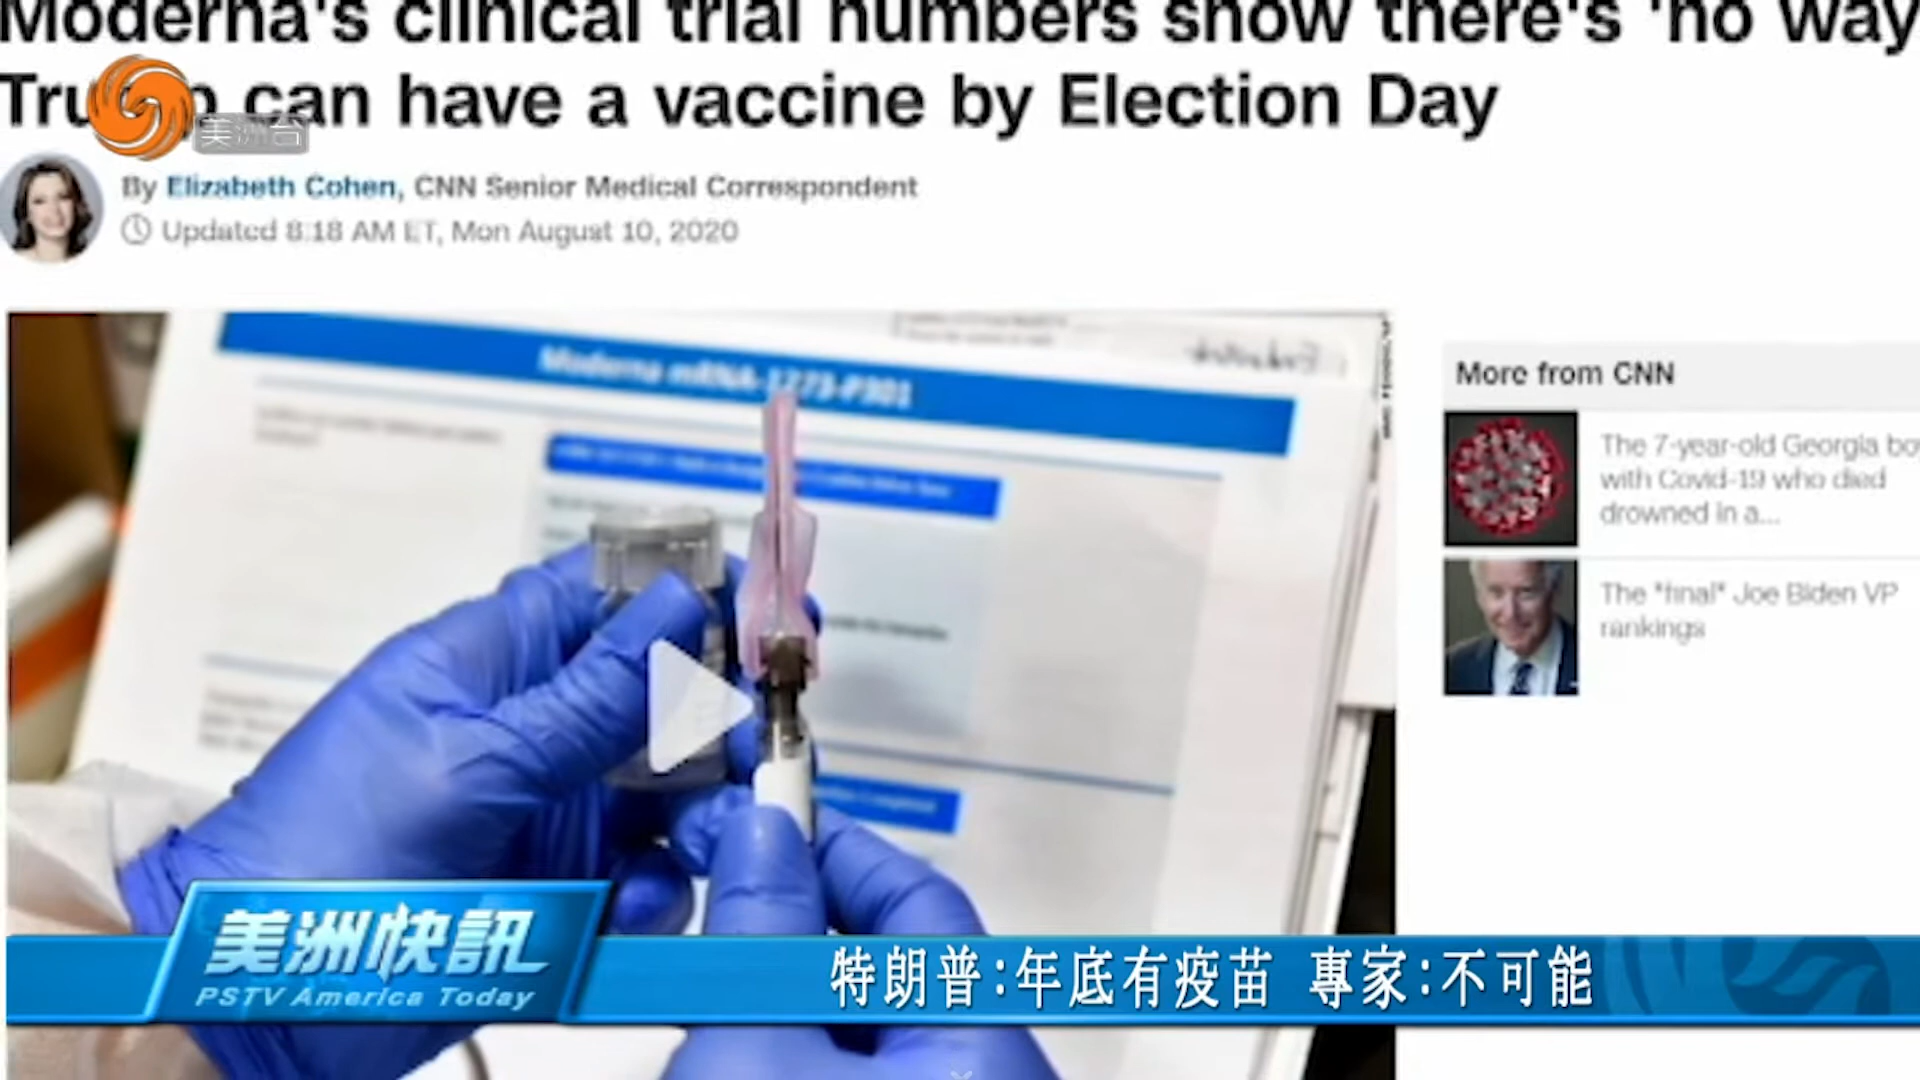 Moderna's clinical trial numbers show there's 'no way'
Trump can have a vaccine by Election Day
美洲台
By Elizabeth Cohen, CNN Senior Medical Correspondent
Updated 8:18 AM ET, Mon August 10, 2020
Moderna mRNA-1273-P301
More from CNN
The 7-year-old Georgia boy
with Covid-19 who died
drowned in a...
The "final" Joe Biden VP
rankings
美洲快訊
PSTV America Today
特朗普:年底有疫苗 專家:不可能